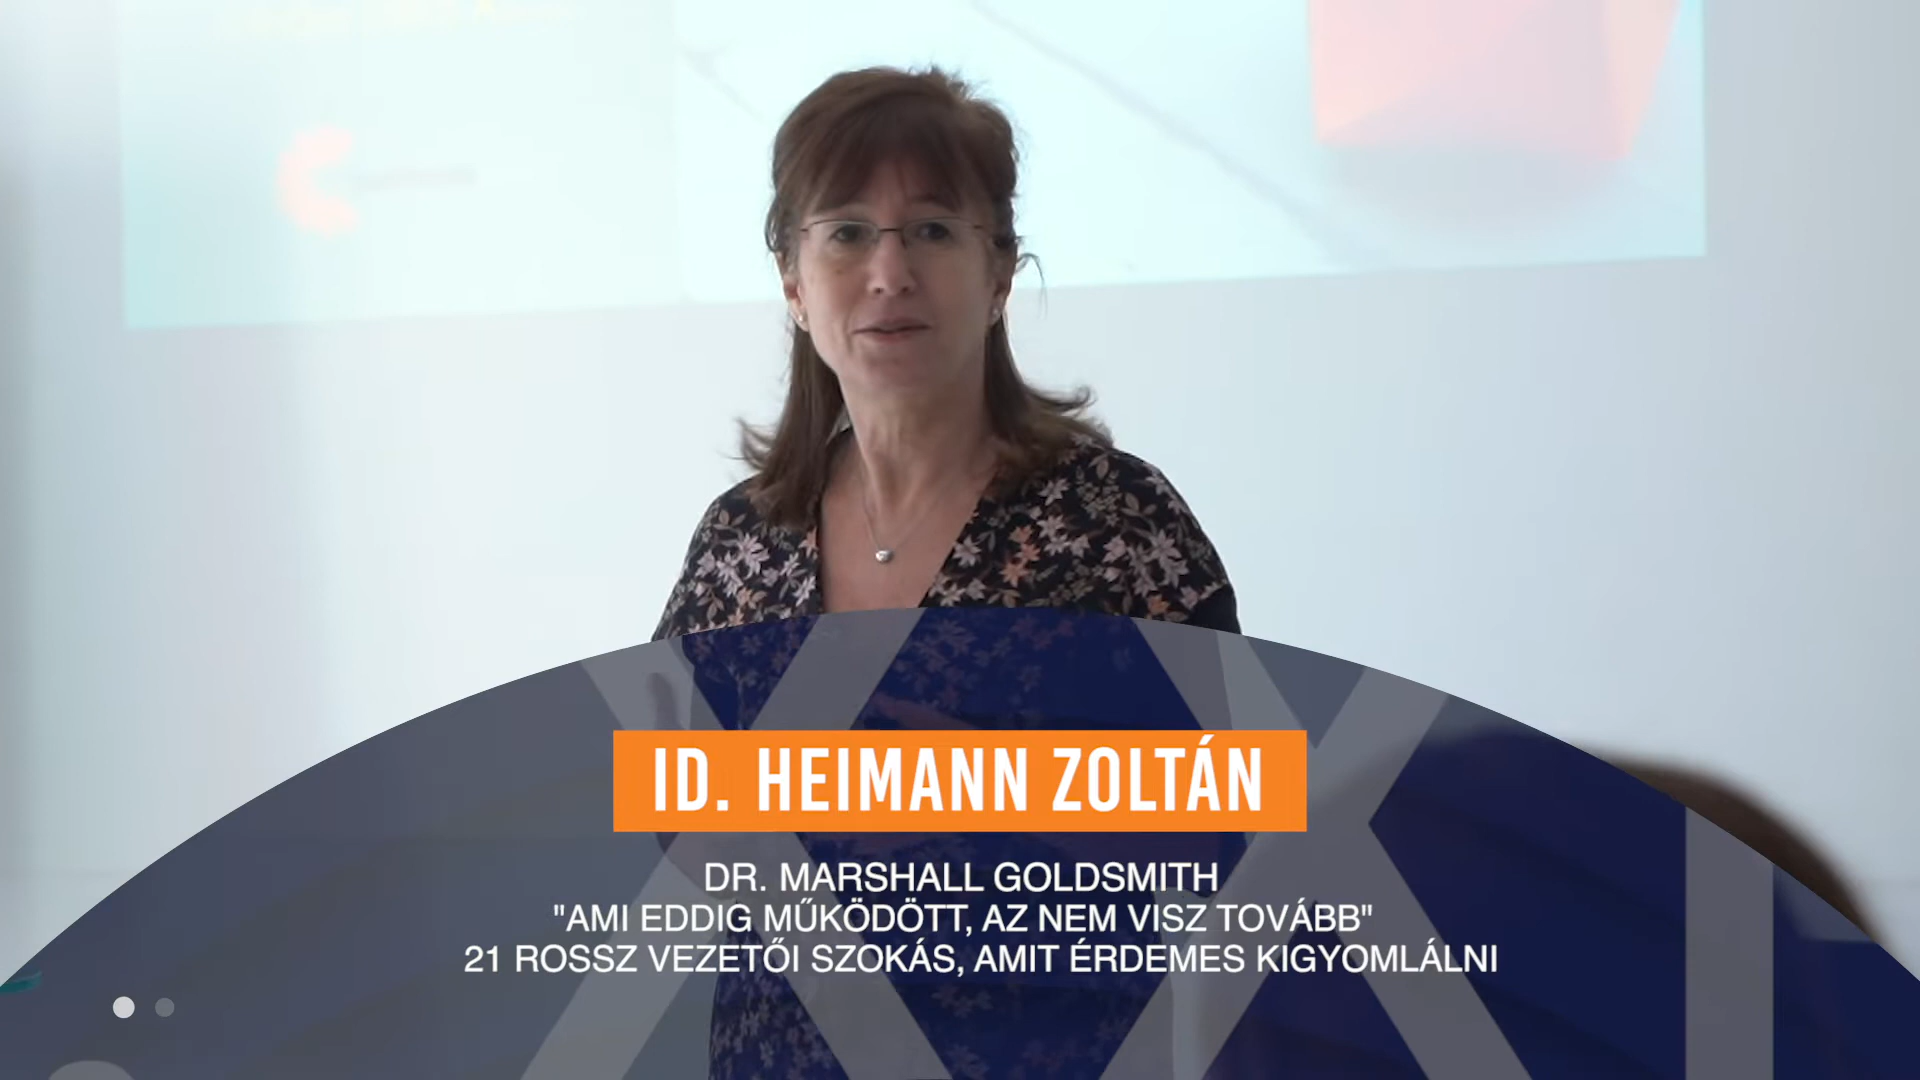 ID. HEIMANN ZOLTÁN
DR. MARSHALL GOLDSMITH
"AMI EDDIG MŰKÖDÖTT, AZ NEM VISZ TOVÁBB"
21 ROSSZ VEZETŐI SZOKÁS, AMIT ÉRDEMES KIGYOMLÁLNI